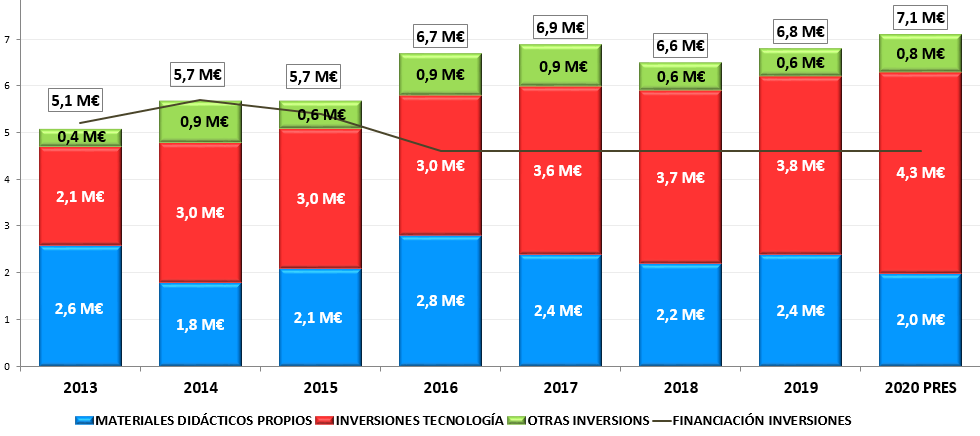 7,1 M€
6,9 M€
6,8 M€
6,7 M€
6,6 M€
7
0,8 M€
5,7 M€
5,7 M€
0,9 M€
0,9 M€
0,6 M€
0,6 M€
6
5,1 M€
0,9 M€
0,6 M€
5
0,4 M€
3,0 M€
3,6 M€
3,7 M€
3,8 M€
4,3 M€
4
2,1 M€
3,0 M€
3,0 M€
3
2,6 M€
1,8 M€
2,1 M€
2,8 M€
2,4 M€
2,2 M€
2,4 M€
2,0 M€
2
1
0
2013 2014 2015 2016 2017 2018 2019 2020 PRES
MATERIALES DIDÁCTICOS PROPIOS INVERSIONES TECNOLOGÍA OTRAS INVERSIONS FINANCIACIÓN INVERSIONES